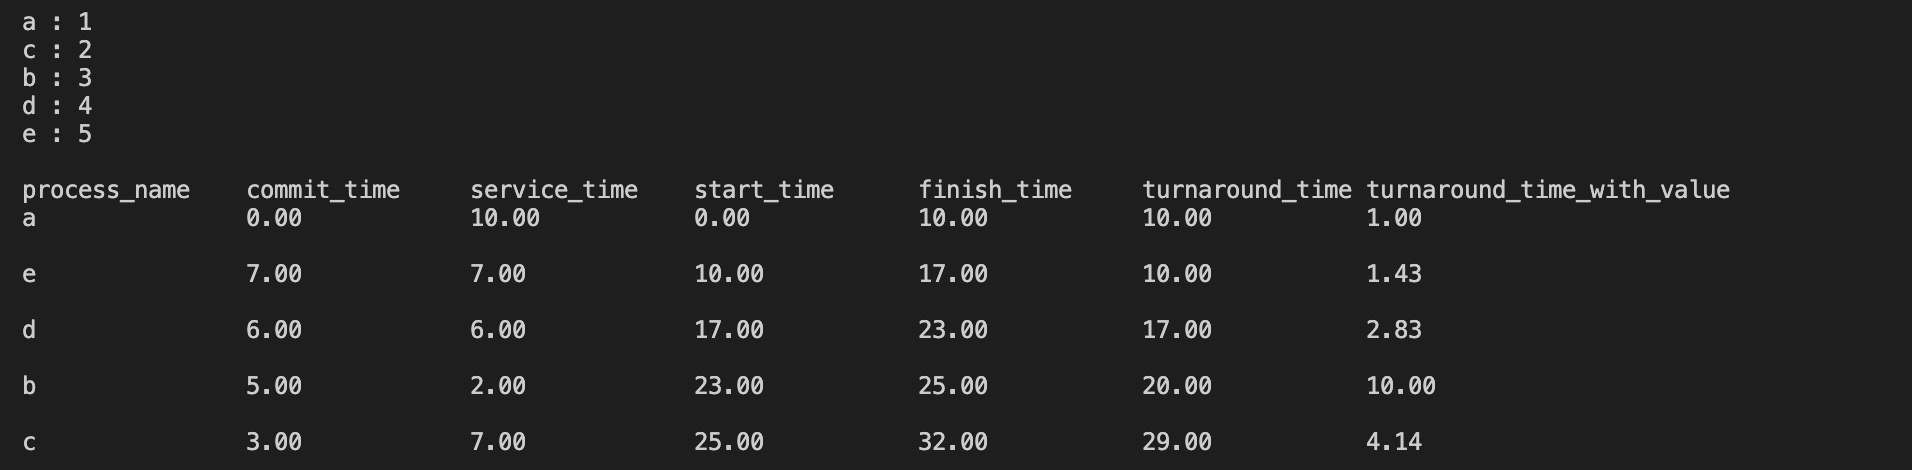 a : 1
c : 2
b : 3
d : 4
e : 5
process_name commit_time service_time start_time finish_time turnaround_time turnaround_time_with_value
a 0.00 10.00 0.00 10.00 10.00 1.00
e 7.00 7.00 10.00 17.00 10.00 1.43
d 6.00 6.00 17.00 23.00 17.00 2.83
b 5.00 2.00 23.00 25.00 20.00 10.00
c 3.00 7.00 25.00 32.00 29.00 4.14